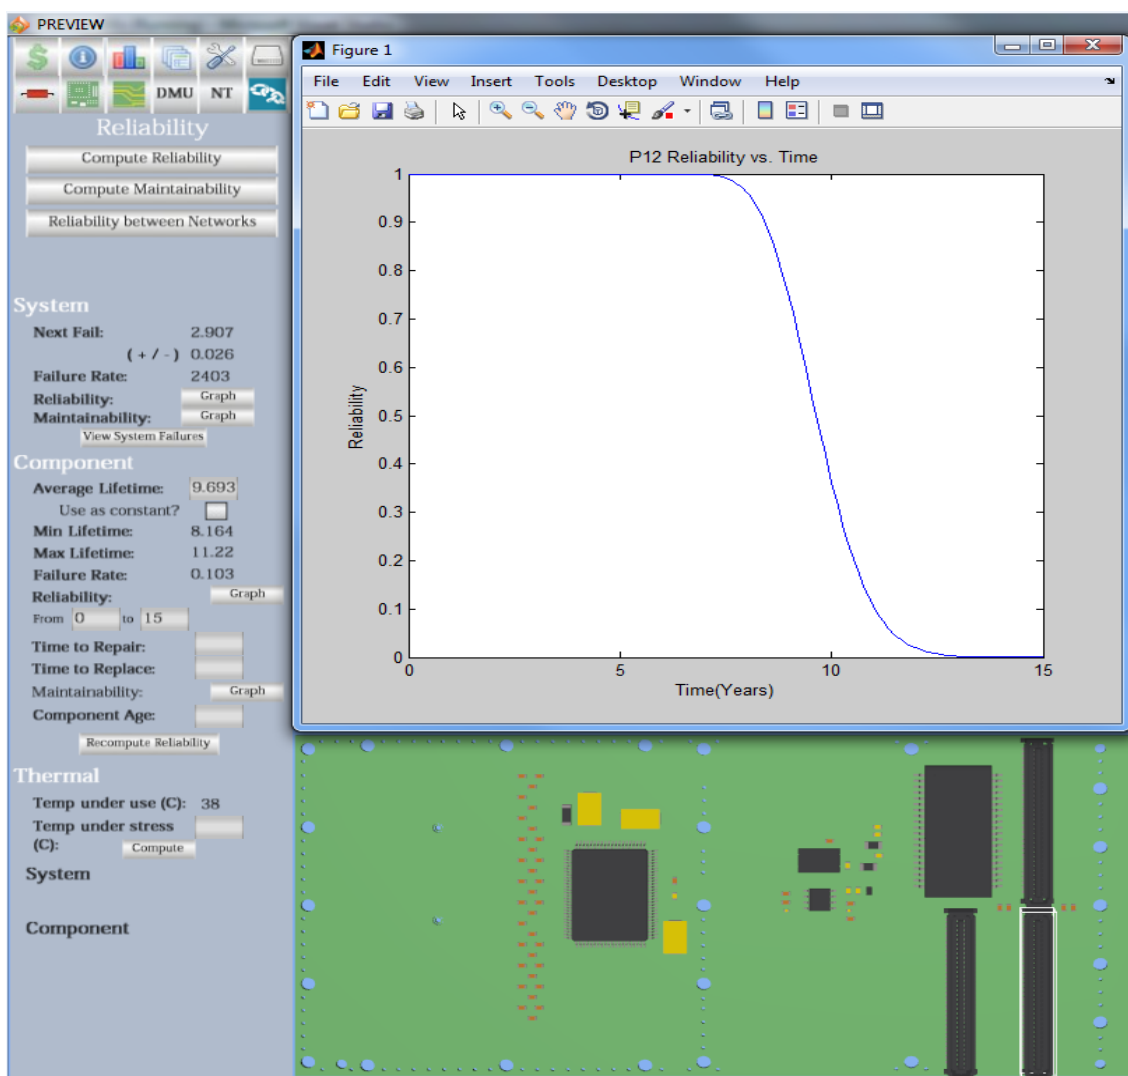 PREVIEW
DMU NT
Reliability
Compute Reliability
Compute Maintainability
Reliability between Networks
System
Next Fail: 2.907
( + / - ) 0.026
Failure Rate: 2403
Reliability: Graph
Maintainability: Graph
View System Failures
Component
Average Lifetime: 9.693
Use as constant?
Min Lifetime: 8.164
Max Lifetime: 11.22
Failure Rate: 0.103
Reliability: Graph
From 0 to 15
Time to Repair:
Time to Replace:
Maintainability: Graph
Component Age:
Recompute Reliability
Thermal
Temp under use (C): 38
Temp under stress
(C): Compute
System
Component
Figure 1
File Edit View Insert Tools Desktop Window Help
P12 Reliability vs. Time
1
0.9
0.8
0.7
0.6
0.5
0.4
0.3
0.2
0.1
0
Reliability
0 5 10 15
Time(Years)